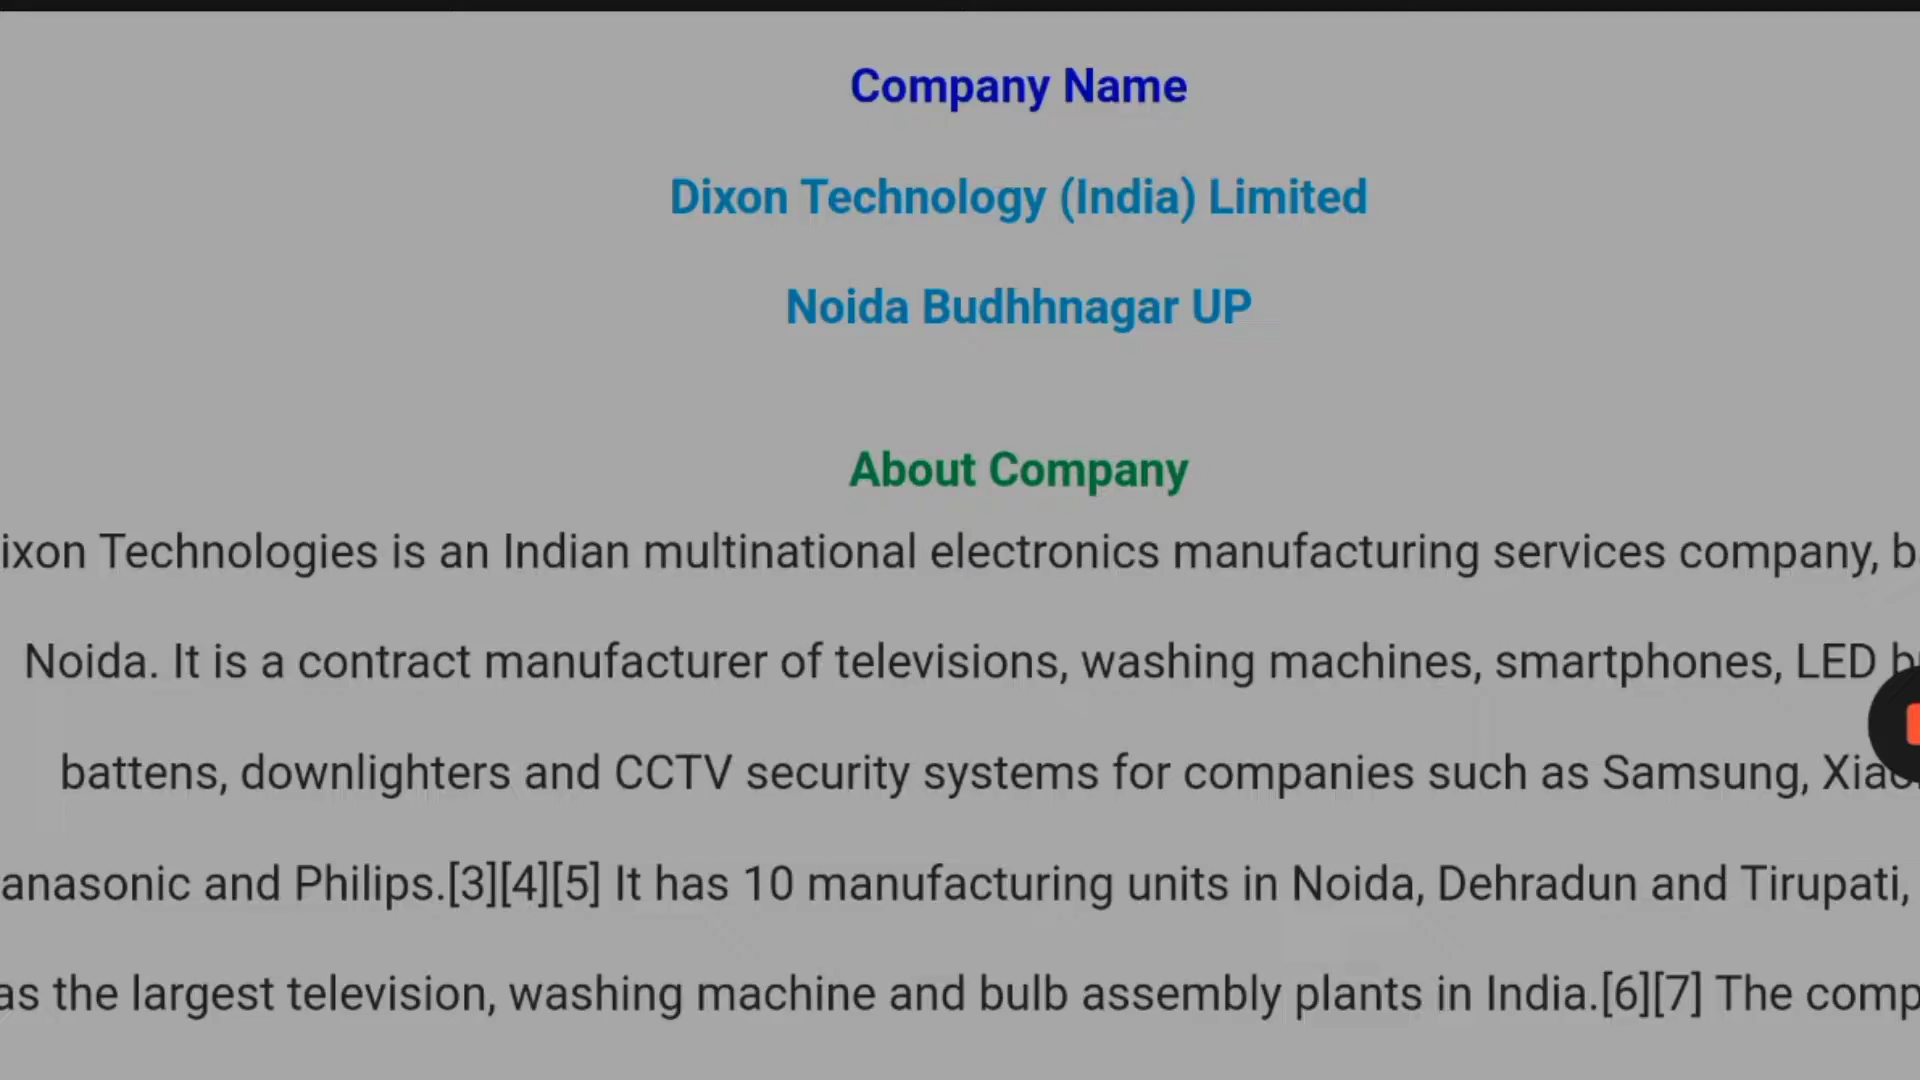 Company Name
Dixon Technology (India) Limited
Noida Budhhnagar UP
About Company
ixon Technologies is an Indian multinational electronics manufacturing services company, b
Noida. It is a contract manufacturer of televisions, washing machines, smartphones, LED
battens, downlighters and CCTV security systems for companies such as Samsung,
anasonic and Philips.[3][4][5] It has 10 manufacturing units in Noida, Dehradun and Tirupati,
as the largest television, washing machine and bulb assembly plants in India.[6][7] The comp